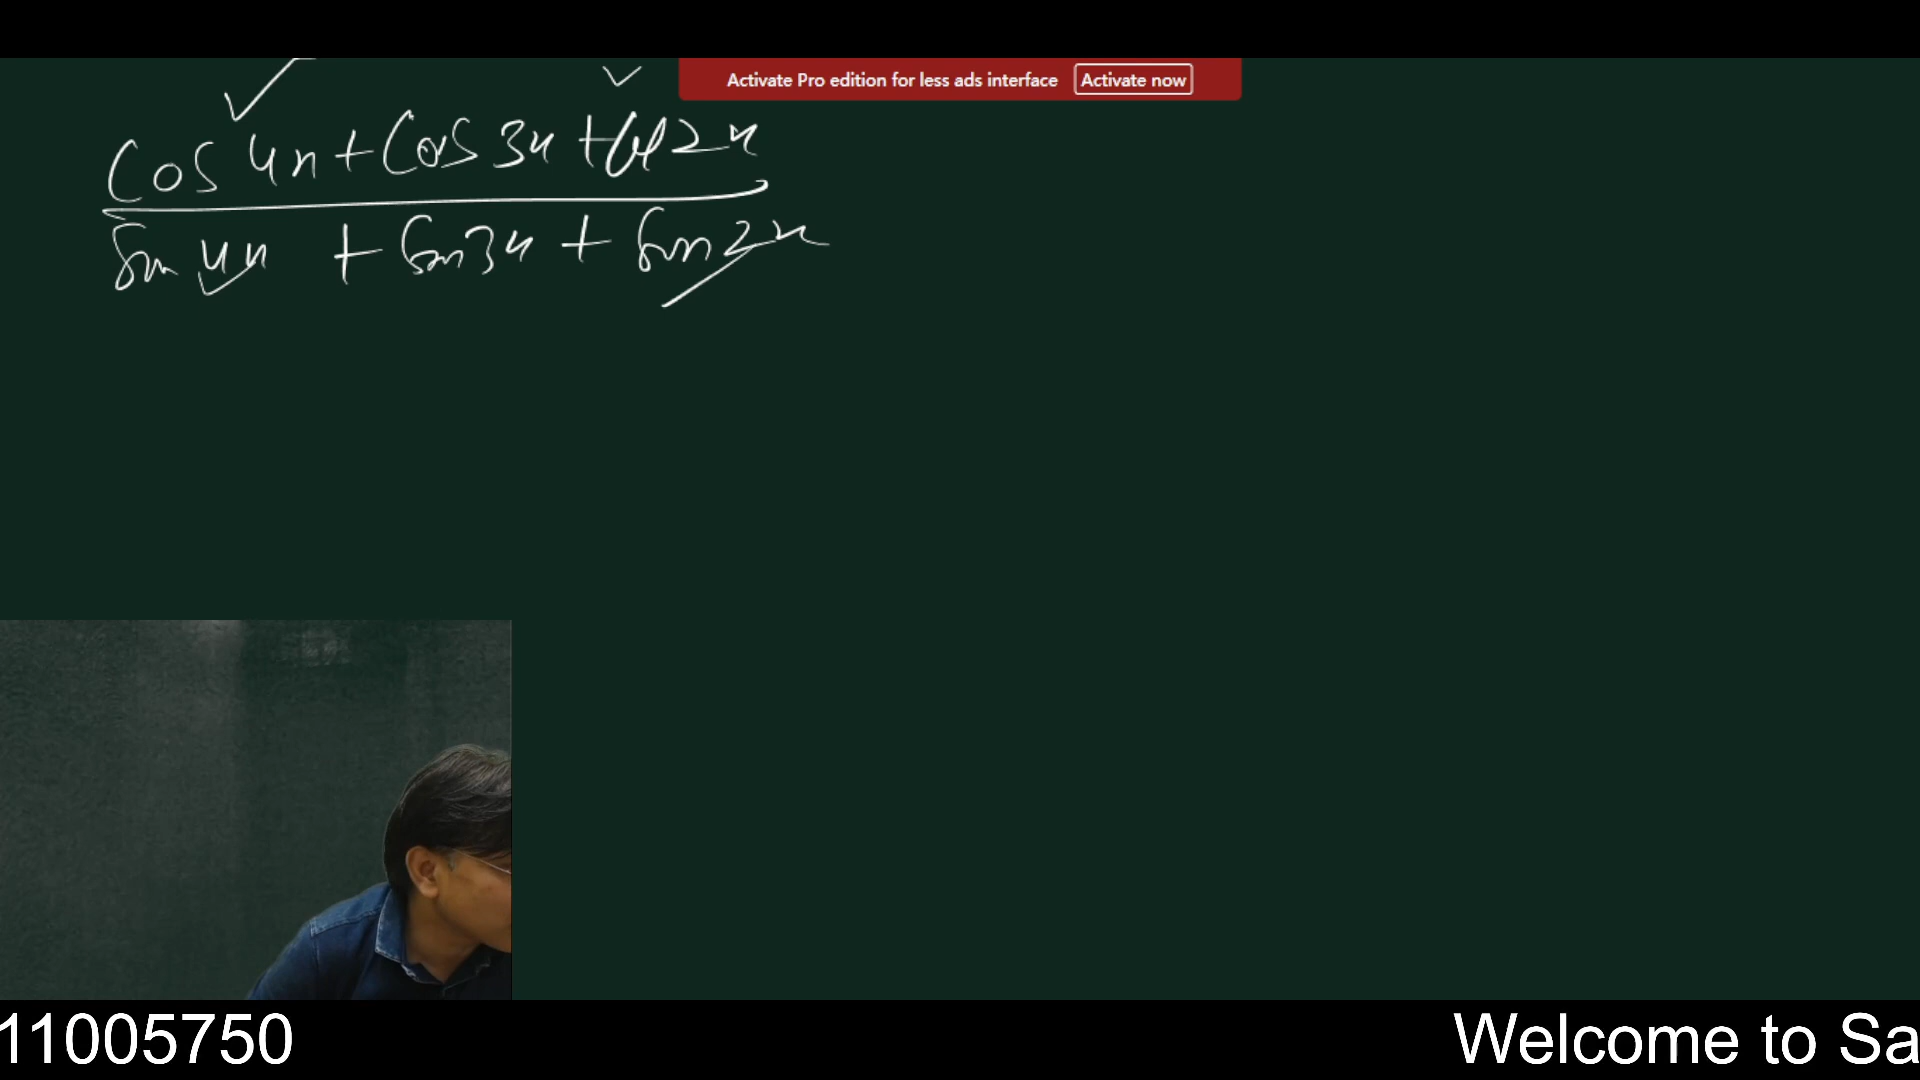 Activate Pro edition for less ads interface Activate now
Cos 4x + Cos 3x + Cos 2x
Sin 4x + Sin 3x + Sin 2x
11005750
Welcome to Sa